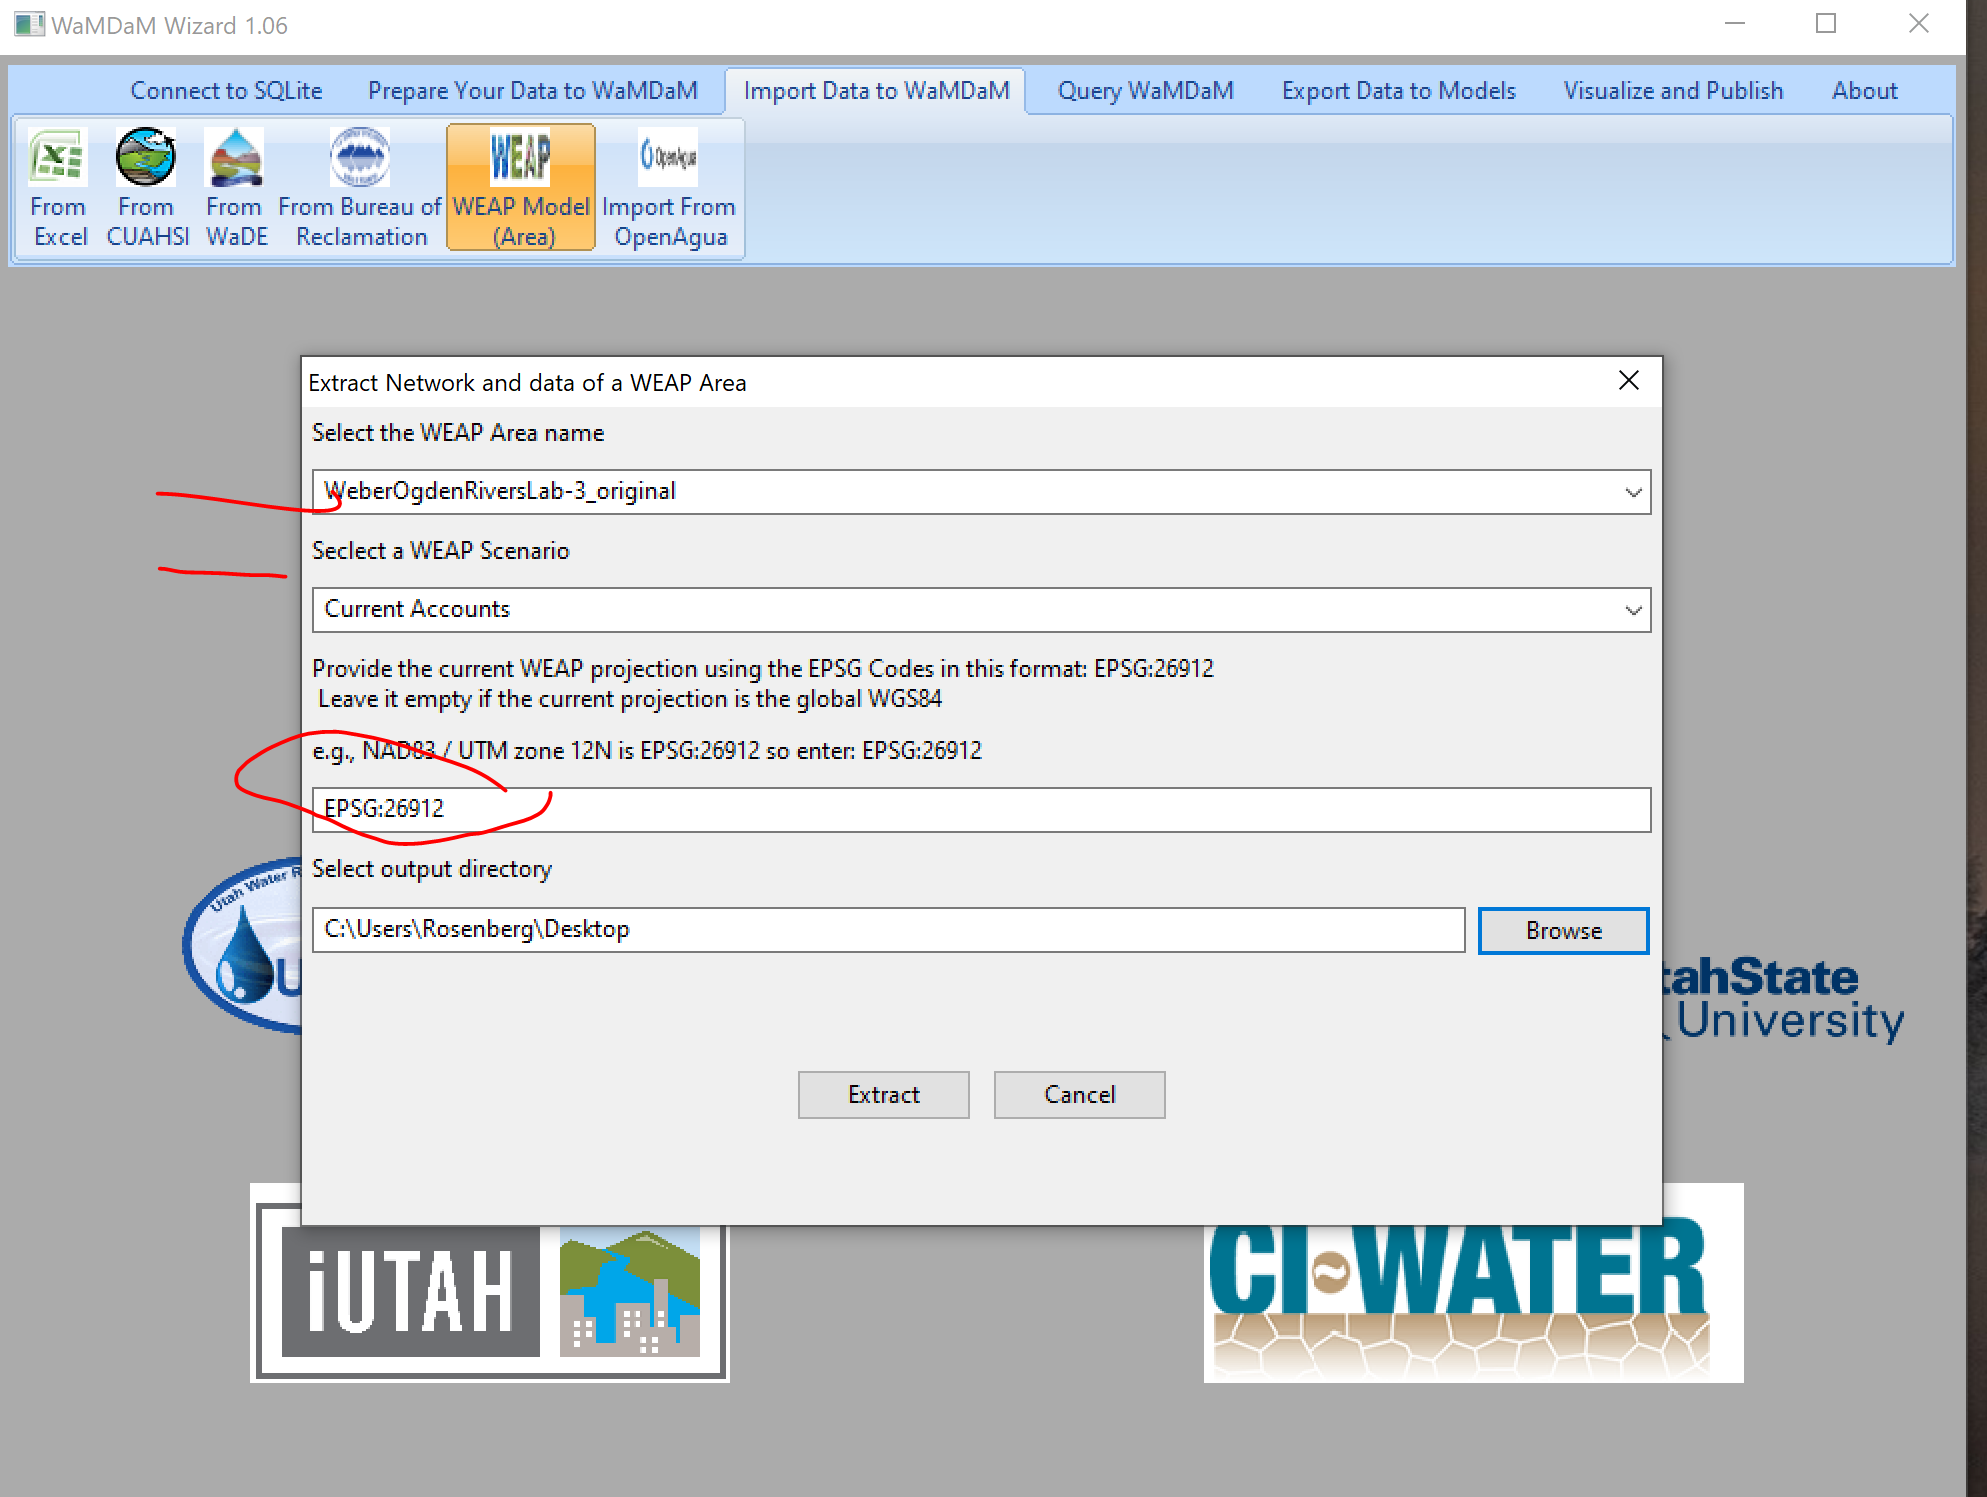 WaMDaM Wizard 1.06
Connect to SQLite Prepare Your Data to WaMDaM Import Data to WaMDaM Query WaMDaM Export Data to Models Visualize and Publish About
From Excel
From CUAHSI
From WaDE
From Bureau of Reclamation
WEAP
WEAP Model (Area)
OpenAgua
Import From OpenAgua
Extract Network and data of a WEAP Area
Select the WEAP Area name
WeberOgdenRiversLab-3_original
Seclect a WEAP Scenario
Current Accounts
Provide the current WEAP projection using the EPSG Codes in this format: EPSG:26912
Leave it empty if the current projection is the global WGS84
e.g., NAD83 / UTM zone 12N is EPSG:26912 so enter: EPSG:26912
EPSG:26912
Select output directory
C:\Users\Rosenberg\Desktop
Browse
Extract Cancel
Utah Water R
U
tahState
University
iUTAH
CI~WATER